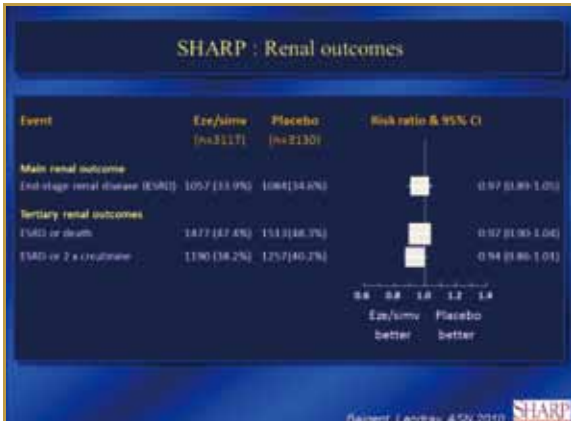 SHARP : Renal outcomes
Event Eze/simv Placebo Risk ratio & 95% CI
(n=3117) (n=3130)
Main renal outcome
End-stage renal disease (ESRD) 1057 (33.9%) 1084(34.6%) 0.97 (0.89-1.05)
Tertiary renal outcomes
ESRD or death 1477 (47.4%) 1513(48.3%) 0.97 (0.90-1.04)
ESRD or 2 x creatinine 1190 (38.2%) 1257(40.2%) 0.94 (0.86-1.01)
0.6 0.8 1.0 1.2 1.4
Eze/simv Placebo
better better
Baigent, Landray, ASN 2010 SHARP